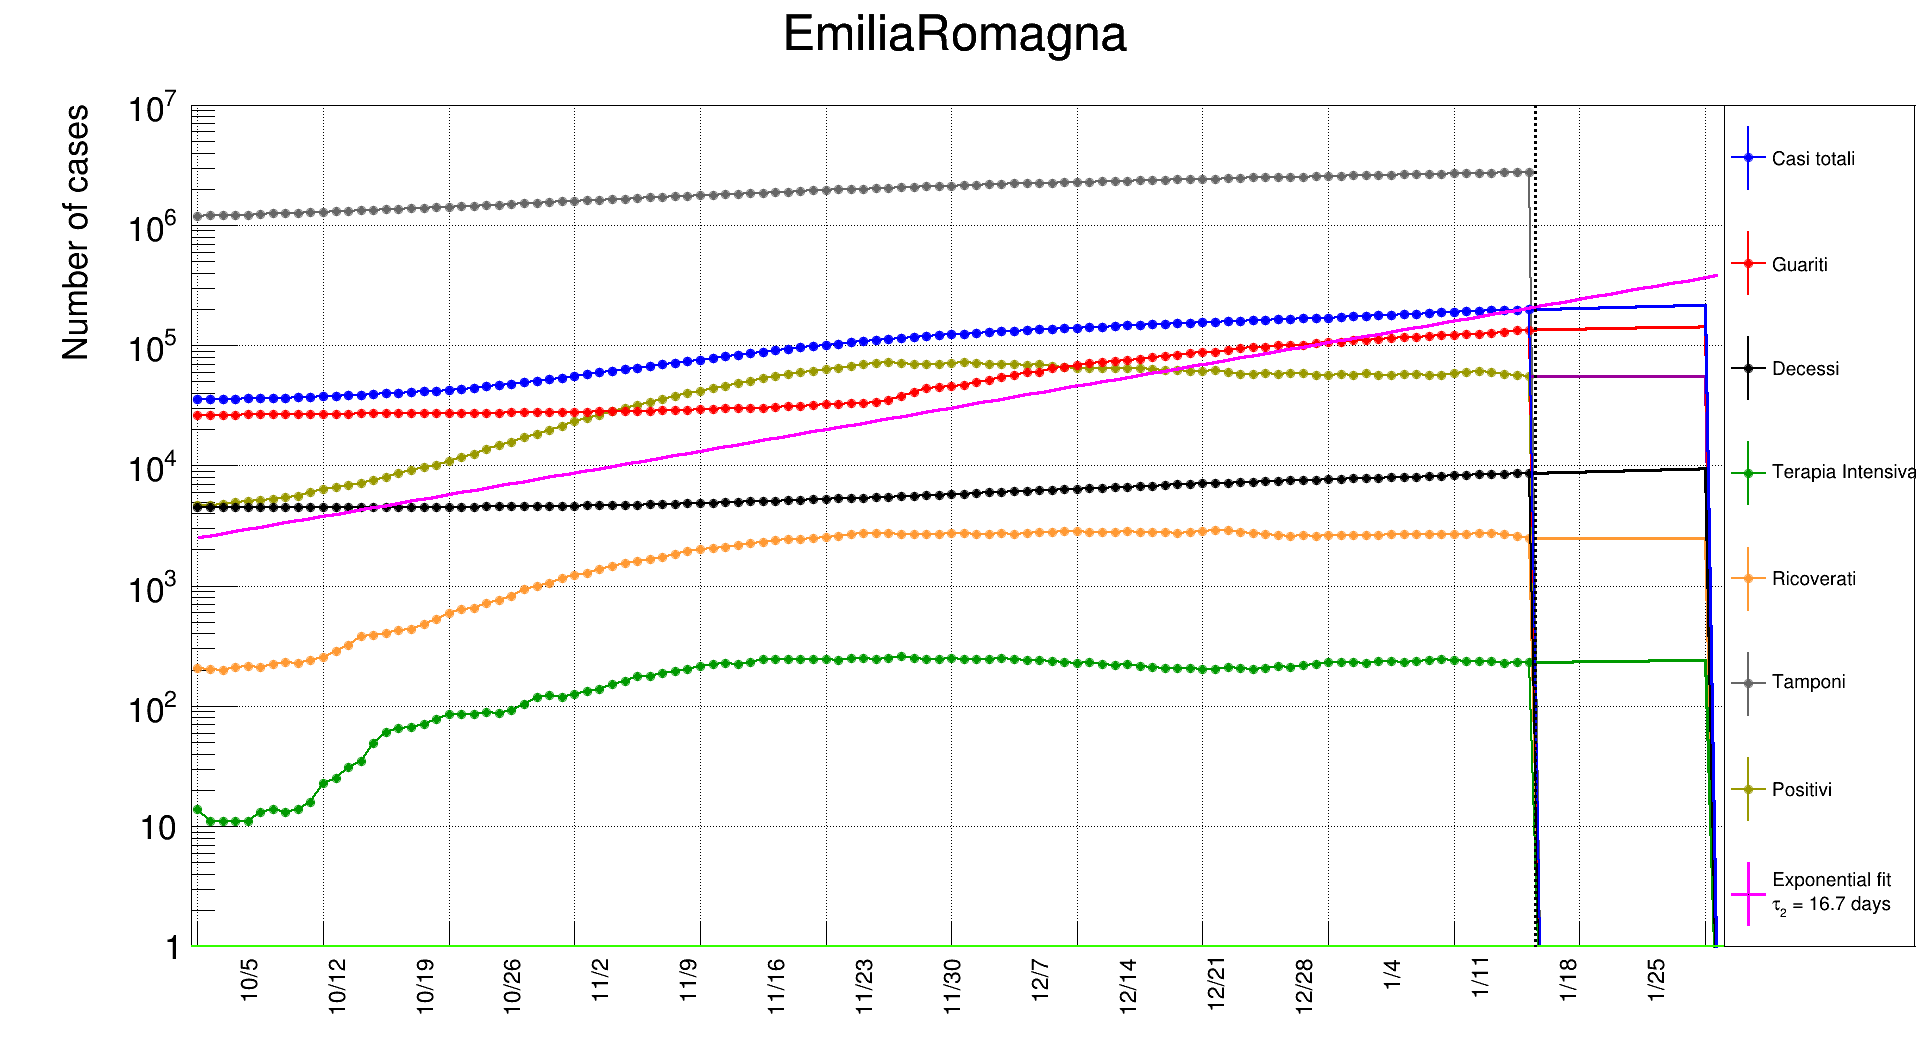 EmiliaRomagna
Number of cases
10^7
10^6
10^5
10^4
10^3
10^2
10
1
10/5
10/12
10/19
10/26
11/2
11/9
11/16
11/23
11/30
12/7
12/14
12/21
12/28
1/4
1/11
1/18
1/25
Casi totali
Guariti
Decessi
Terapia Intensiva
Ricoverati
Tamponi
Positivi
Exponential fit
τ_2 = 16.7 days